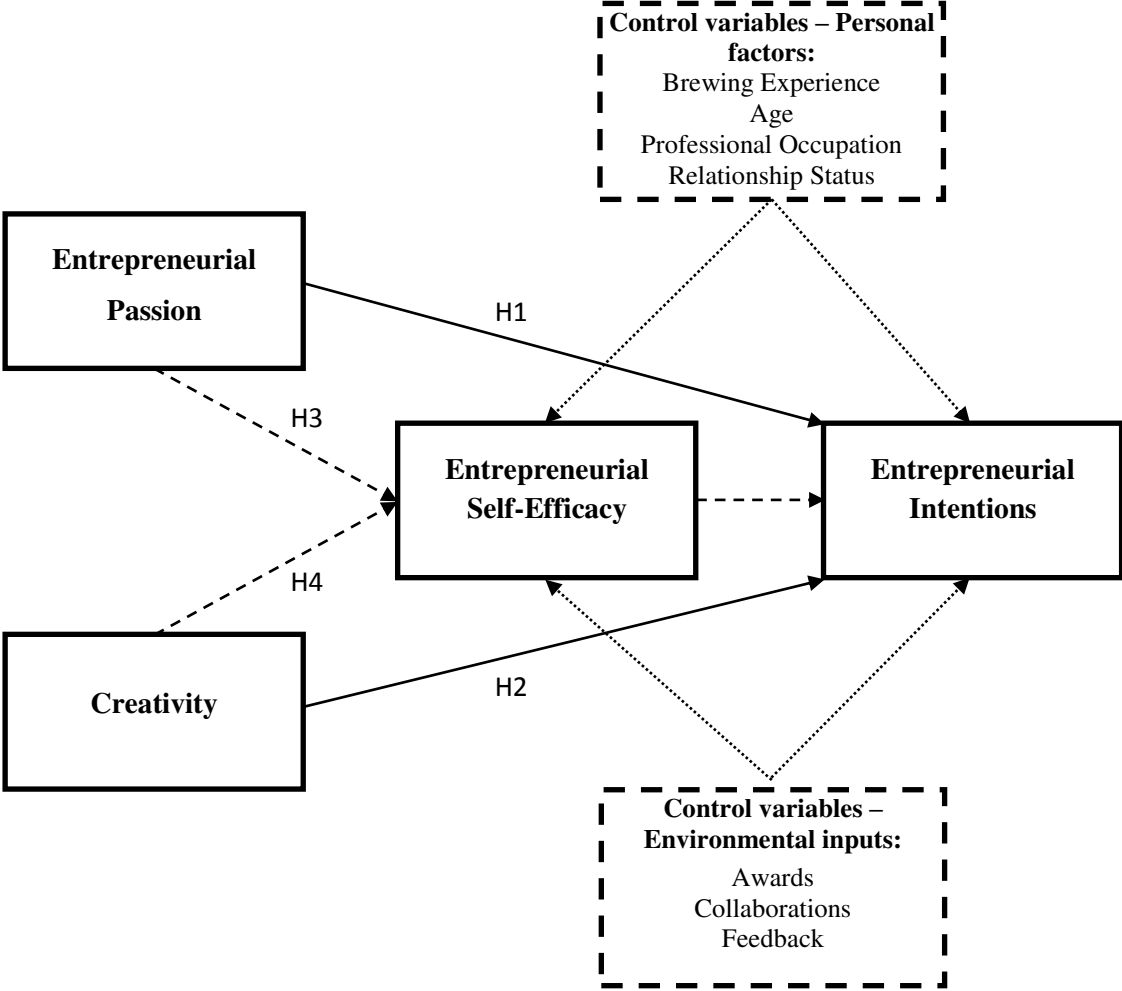 Control variables – Personal
factors:
Brewing Experience
Age
Professional Occupation
Relationship Status
Entrepreneurial
Passion
H1
H3
Entrepreneurial
Self-Efficacy
Entrepreneurial
Intentions
H4
Creativity
H2
Control variables –
Environmental inputs:
Awards
Collaborations
Feedback